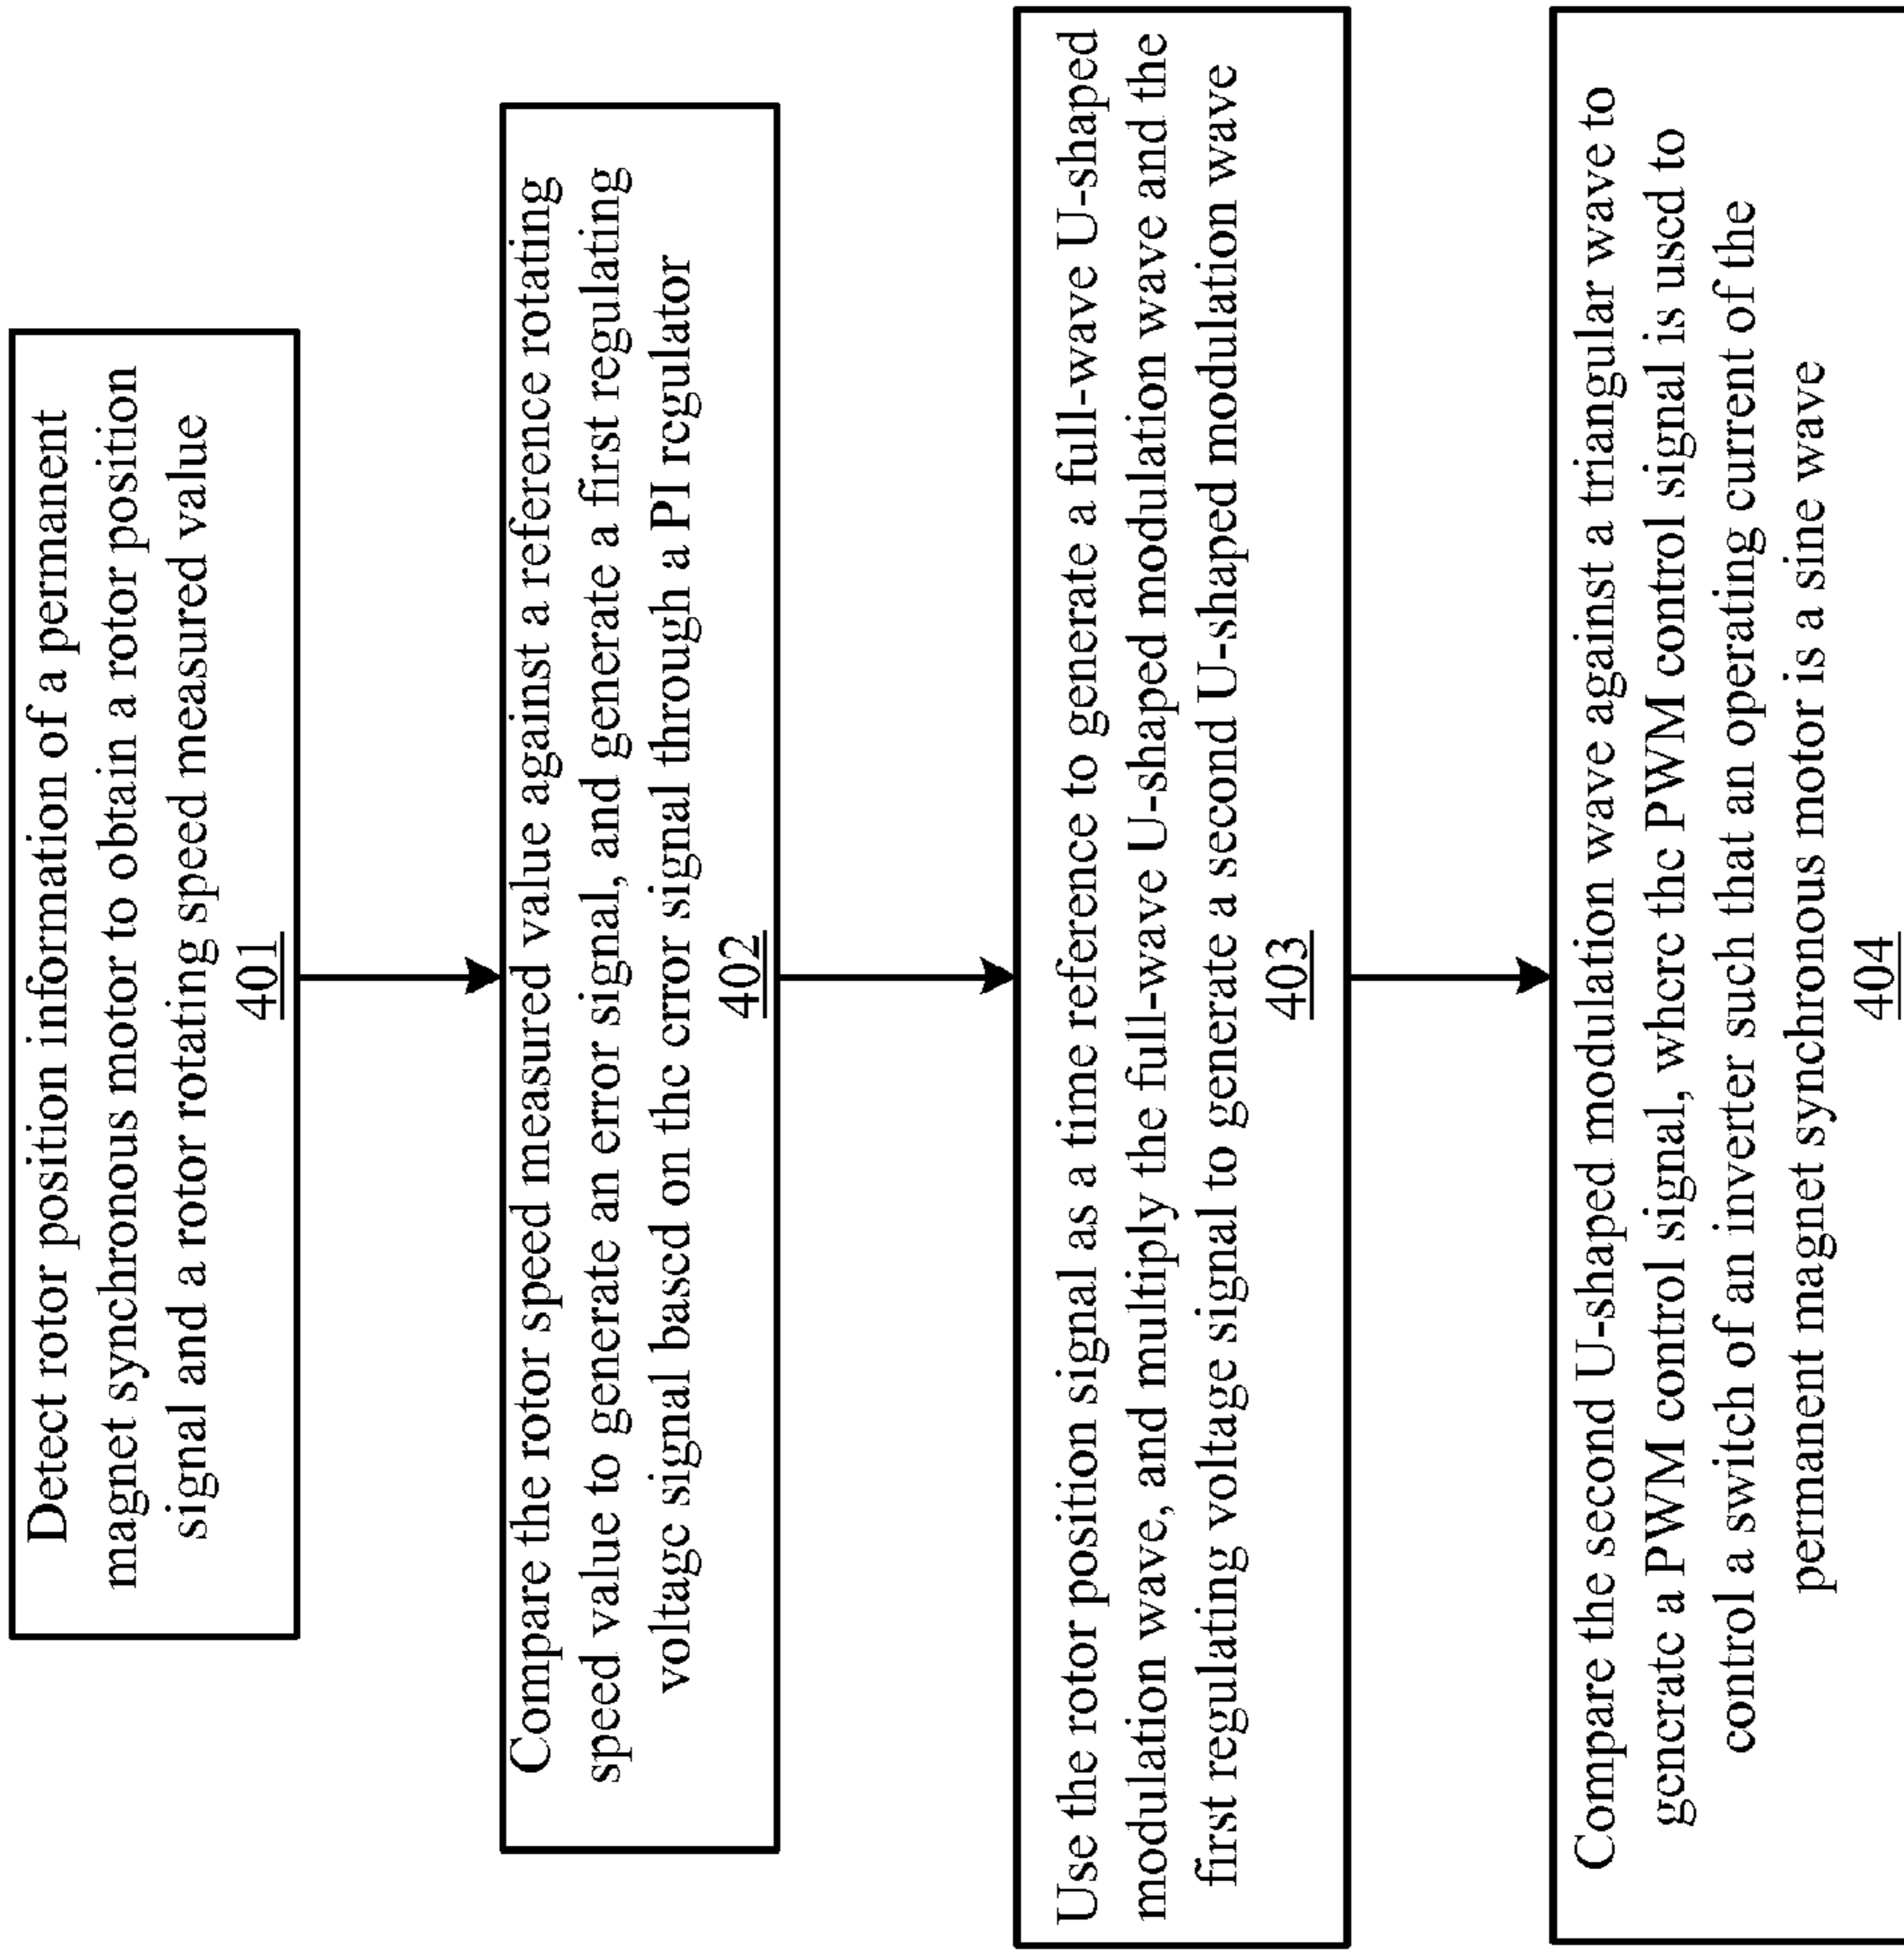 Detect rotor position information of a permanent
magnet synchronous motor to obtain a rotor position
signal and a rotor rotating speed measured value
401
Compare the rotor speed measured value against a reference rotating
speed value to generate an error signal, and generate a first regulating
voltage signal based on the error signal through a PI regulator
402
Use the rotor position signal as a time reference to generate a full-wave U-shaped
modulation wave, and multiply the full-wave U-shaped modulation wave and the
first regulating voltage signal to generate a second U-shaped modulation wave
403
Compare the second U-shaped modulation wave against a triangular wave to
generate a PWM control signal, where the PWM control signal is used to
control a switch of an inverter such that an operating current of the
permanent magnet synchronous motor is a sine wave
404